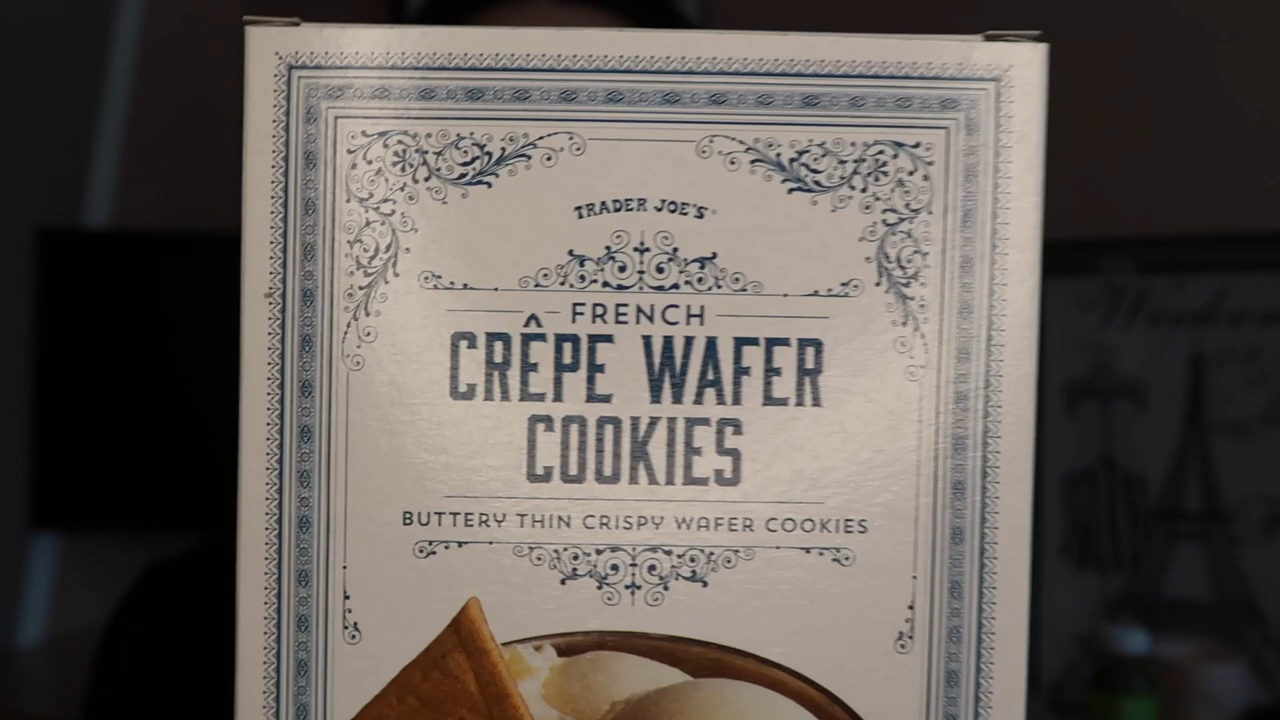 TRADER JOE'S
FRENCH
CRÊPE WAFER
COOKIES
BUTTERY THIN CRISPY WAFER COOKIES